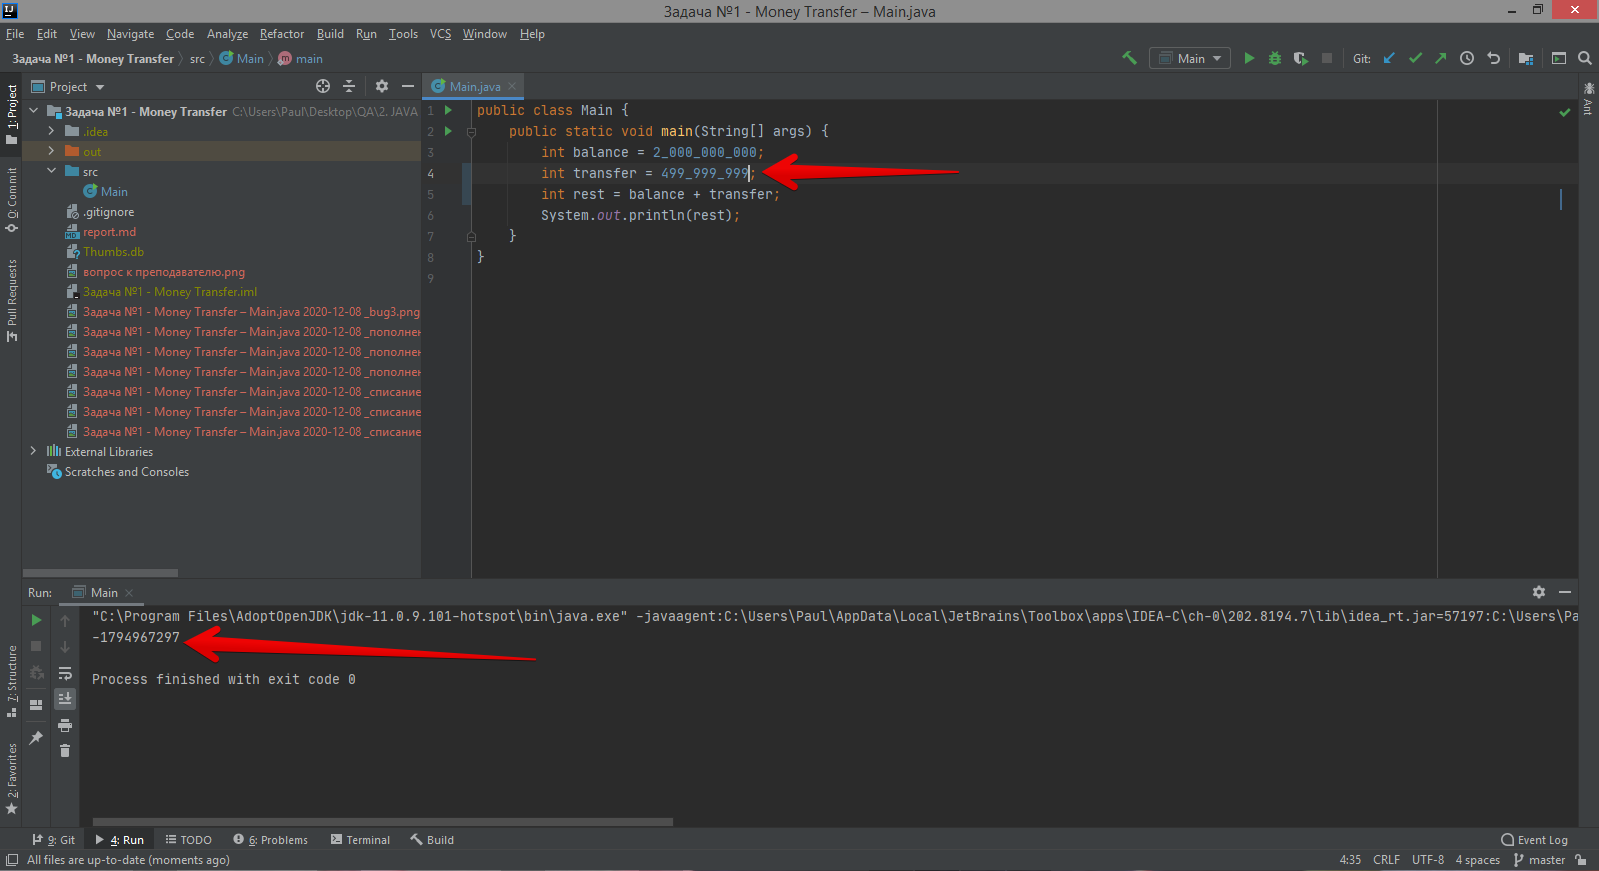 Задача №1 - Money Transfer – Main.java
File Edit View Navigate Code Analyze Refactor Build Run Tools VCS Window Help
Задача №1 - Money Transfer src Main main
Main Git:
1: Project
0: Commit
Pull Requests
7: Structure
2: Favorites
Project
Задача №1 - Money Transfer C:\Users\Paul\Desktop\QA\2. JAVA
.idea
out
src
Main
.gitignore
report.md
Thumbs.db
вопрос к преподавателю.png
Задача №1 - Money Transfer.iml
Задача №1 - Money Transfer – Main.java 2020-12-08 _bug3.png
Задача №1 - Money Transfer – Main.java 2020-12-08 _пополнен
Задача №1 - Money Transfer – Main.java 2020-12-08 _пополнен
Задача №1 - Money Transfer – Main.java 2020-12-08 _пополнен
Задача №1 - Money Transfer – Main.java 2020-12-08 _списание
Задача №1 - Money Transfer – Main.java 2020-12-08 _списание
Задача №1 - Money Transfer – Main.java 2020-12-08 _списание
External Libraries
Scratches and Consoles
Main.java
1 public class Main {
2 public static void main(String[] args) {
3 int balance = 2_000_000_000;
4 int transfer = 499_999_999;
5 int rest = balance + transfer;
6 System.out.println(rest);
7 }
8 }
9
Ant
Run: Main
"C:\Program Files\AdoptOpenJDK\jdk-11.0.9.101-hotspot\bin\java.exe" -javaagent:C:\Users\Paul\AppData\Local\JetBrains\Toolbox\apps\IDEA-C\ch-0\202.8194.7\lib\idea_rt.jar=57197:C:\Users\Pa
-1794967297
Process finished with exit code 0
9: Git 4: Run TODO 6: Problems Terminal Build Event Log
All files are up-to-date (moments ago) 4:35 CRLF UTF-8 4 spaces master